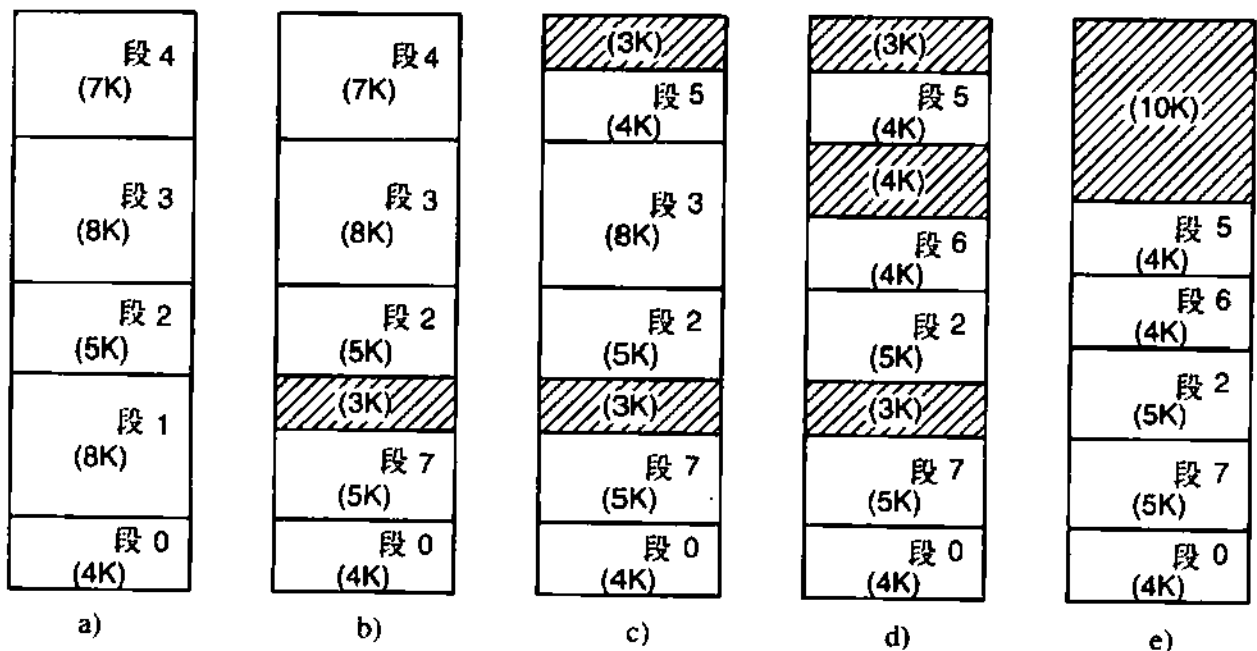 段 4
(7K)
段 3
(8K)
段 2
(5K)
段 1
(8K)
段 0
(4K)
a)
段 4
(7K)
段 3
(8K)
段 2
(5K)
(3K)
段 7
(5K)
段 0
(4K)
b)
(3K)
段 5
(4K)
段 3
(8K)
段 2
(5K)
(3K)
段 7
(5K)
段 0
(4K)
c)
(3K)
段 5
(4K)
(4K)
段 6
(4K)
段 2
(5K)
(3K)
段 7
(5K)
段 0
(4K)
d)
(10K)
段 5
(4K)
段 6
(4K)
段 2
(5K)
段 7
(5K)
段 0
(4K)
e)